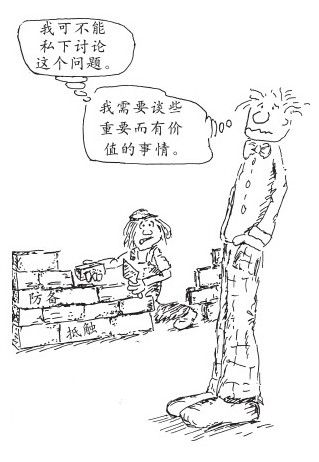 我可不能
私下讨论
这个问题。
我需要谈些
重要而有价
值的事情。
防备
抵触